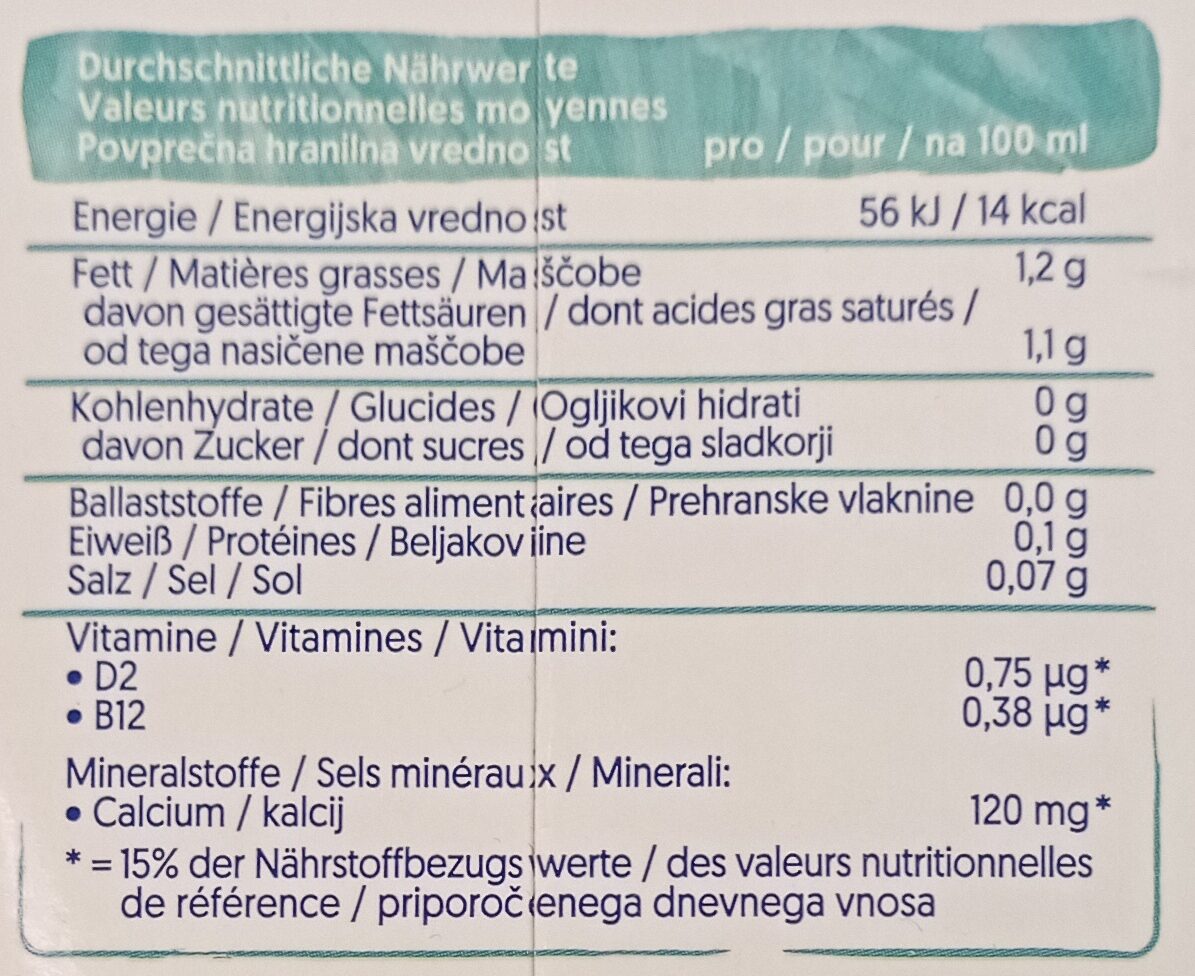 Durchschnittliche Nährwerte
Valeurs nutritionnelles moyennes
Povprečna hranilna vrednost pro / pour / na 100 ml
Energie / Energijska vrednost 56 kJ / 14 kcal
Fett / Matières grasses / Maščobe 1,2 g
davon gesättigte Fettsäuren / dont acides gras saturés /
od tega nasičene maščobe 1,1 g
Kohlenhydrate / Glucides / Ogljikovi hidrati 0 g
davon Zucker / dont sucres / od tega sladkorji 0 g
Ballaststoffe / Fibres alimentaires / Prehranske vlaknine 0,0 g
Eiweiß / Protéines / Beljakovine 0,1 g
Salz / Sel / Sol 0,07 g
Vitamine / Vitamines / Vitamini:
• D2 0,75 µg*
• B12 0,38 µg*
Mineralstoffe / Sels minéraux / Minerali:
• Calcium / kalcij 120 mg*
* = 15% der Nährstoffbezugswerte / des valeurs nutritionnelles
de référence / priporočenega dnevnega vnosa